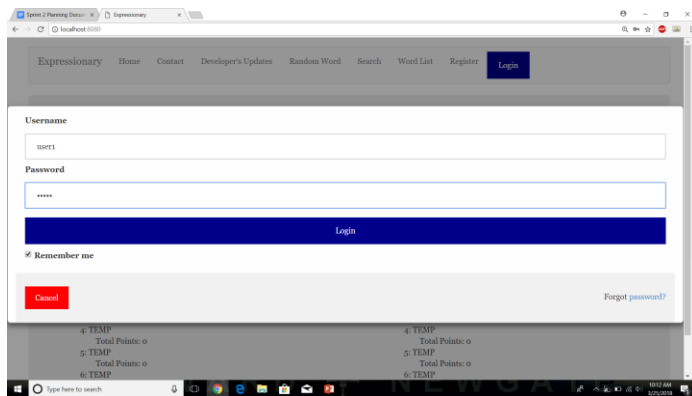 Sprint 2 Planning Docum
Expressionary
localhost:8080
Expressionary Home Contact Developer's Updates Random Word Search Word List Register Login
Username
user1
Password
•••••
Login
Remember me
Cancel Forgot password?
4: TEMP 4: TEMP
Total Points: 0 Total Points: 0
5: TEMP 5: TEMP
Total Points: 0 Total Points: 0
6: TEMP 6: TEMP
NEWGA
Type here to search
10:12 AM
3/25/2018